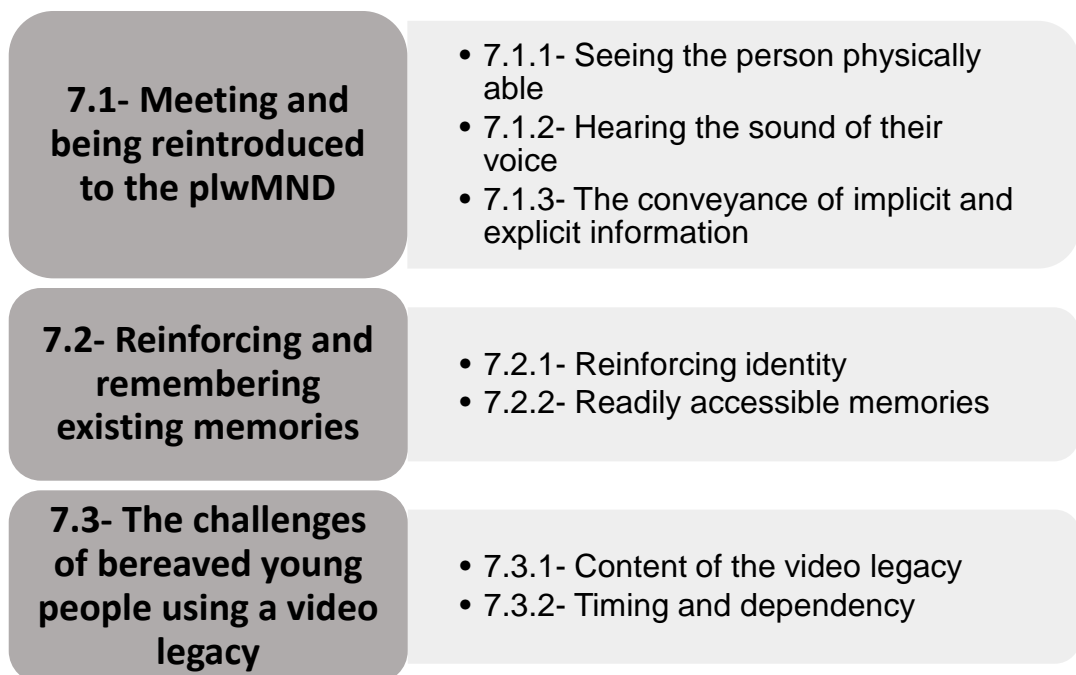 7.1- Meeting and
being reintroduced
to the plwMND
• 7.1.1- Seeing the person physically
able
• 7.1.2- Hearing the sound of their
voice
• 7.1.3- The conveyance of implicit and
explicit information
7.2- Reinforcing and
remembering
existing memories
• 7.2.1- Reinforcing identity
• 7.2.2- Readily accessible memories
7.3- The challenges
of bereaved young
people using a video
legacy
• 7.3.1- Content of the video legacy
• 7.3.2- Timing and dependency